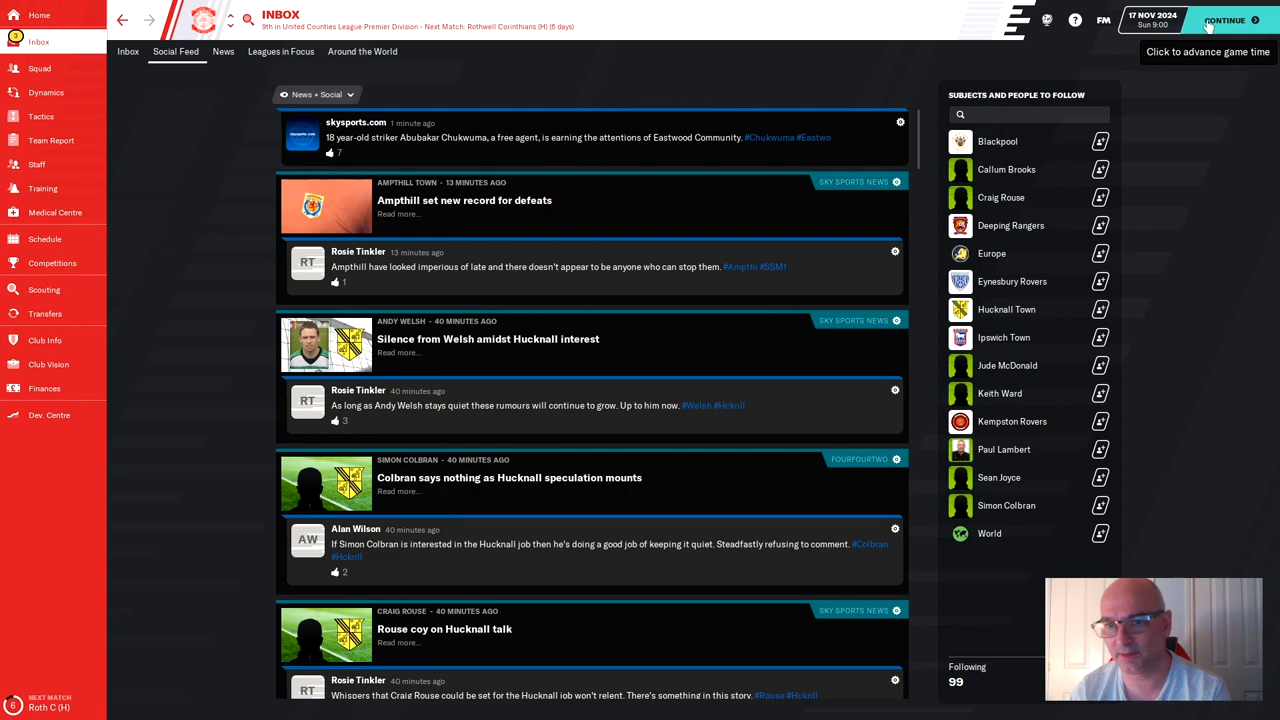 Home
3
Inbox
Squad
Dynamics
Tactics
Team Report
Staff
Training
Medical Centre
Schedule
Competitions
Scouting
Transfers
Club Info
Club Vision
Finances
Dev. Centre
6
NEXT MATCH
Roth C (H)
INBOX
9th in United Counties League Premier Division - Next Match: Rothwell Corinthians (H) (6 days)
?
FM
17 NOV 2024
Sun 9:00
CONTINUE
Click to advance game time
Inbox
Social Feed
News
Leagues in Focus
Around the World
News + Social
skysports.com 1 minute ago
18 year-old striker Abubakar Chukwuma, a free agent, is earning the attentions of Eastwood Community. #Chukwuma #Eastwo
7
AMPTHILL TOWN - 13 MINUTES AGO
SKY SPORTS NEWS
Ampthill set new record for defeats
Read more...
RT
Rosie Tinkler 13 minutes ago
Ampthill have looked imperious of late and there doesn't appear to be anyone who can stop them. #Ampthi #SSM1
1
ANDY WELSH - 40 MINUTES AGO
SKY SPORTS NEWS
Silence from Welsh amidst Hucknall interest
Read more...
RT
Rosie Tinkler 40 minutes ago
As long as Andy Welsh stays quiet these rumours will continue to grow. Up to him now. #Welsh #Hcknll
3
SIMON COLBRAN - 40 MINUTES AGO
FOURFOURTWO
Colbran says nothing as Hucknall speculation mounts
Read more...
AW
Alan Wilson 40 minutes ago
If Simon Colbran is interested in the Hucknall job then he's doing a good job of keeping it quiet. Steadfastly refusing to comment. #Colbran
#Hcknll
2
CRAIG ROUSE - 40 MINUTES AGO
SKY SPORTS NEWS
Rouse coy on Hucknall talk
Read more...
RT
Rosie Tinkler 40 minutes ago
Whispers that Craig Rouse could be set for the Hucknall job won't relent. There's something in this story. #Rouse #Hcknll
SUBJECTS AND PEOPLE TO FOLLOW
Blackpool
Callum Brooks
Craig Rouse
Deeping Rangers
Europe
Eynesbury Rovers
Hucknall Town
Ipswich Town
Jude McDonald
Keith Ward
Kempston Rovers
Paul Lambert
Sean Joyce
Simon Colbran
World
Following
99